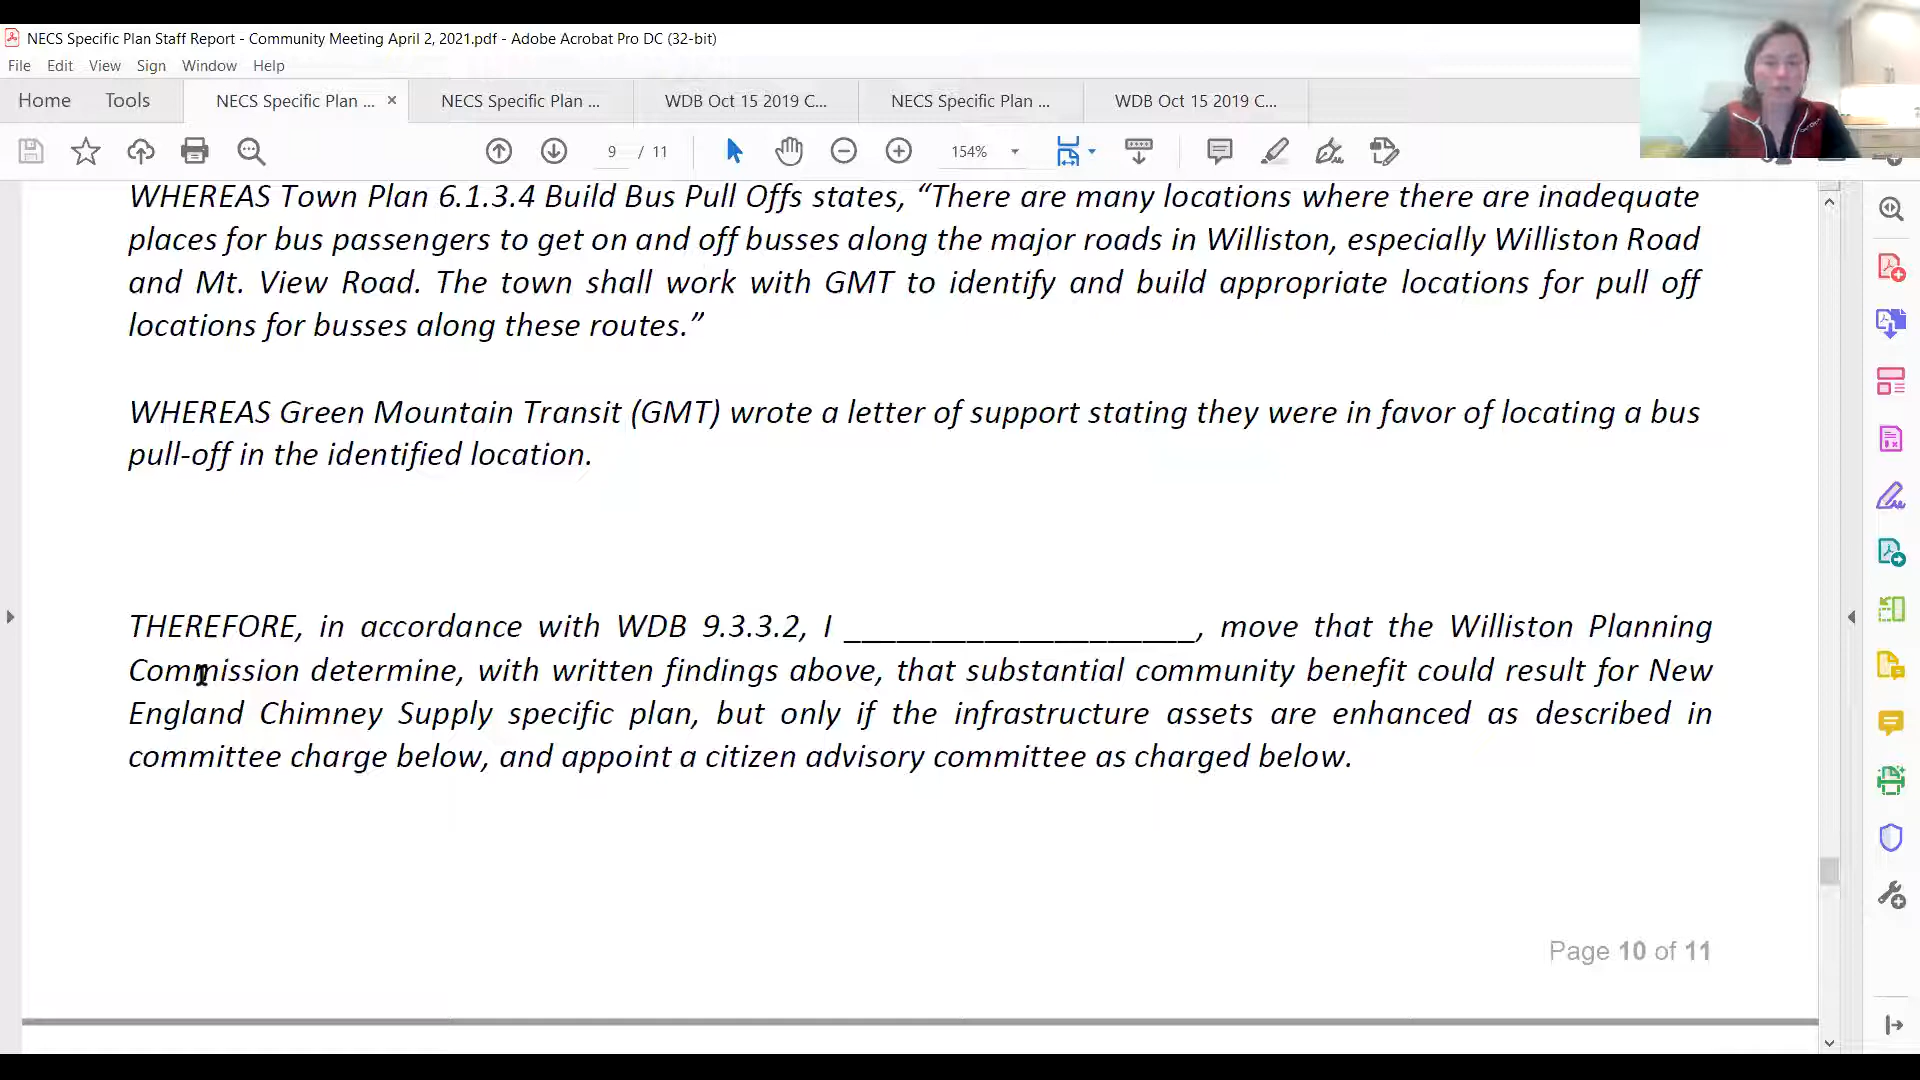 NECS Specific Plan Staff Report - Community Meeting April 2, 2021.pdf - Adobe Acrobat Pro DC (32-bit)
File Edit View Sign Window Help
Home Tools NECS Specific Plan ... × NECS Specific Plan ... WDB Oct 15 2019 C... NECS Specific Plan ... WDB Oct 15 2019 C...
9 / 11 154%
WHEREAS Town Plan 6.1.3.4 Build Bus Pull Offs states, “There are many locations where there are inadequate
places for bus passengers to get on and off busses along the major roads in Williston, especially Williston Road
and Mt. View Road. The town shall work with GMT to identify and build appropriate locations for pull off
locations for busses along these routes.”
WHEREAS Green Mountain Transit (GMT) wrote a letter of support stating they were in favor of locating a bus
pull-off in the identified location.
THEREFORE, in accordance with WDB 9.3.3.2, I ______________________, move that the Williston Planning
Commission determine, with written findings above, that substantial community benefit could result for New
England Chimney Supply specific plan, but only if the infrastructure assets are enhanced as described in
committee charge below, and appoint a citizen advisory committee as charged below.
Page 10 of 11